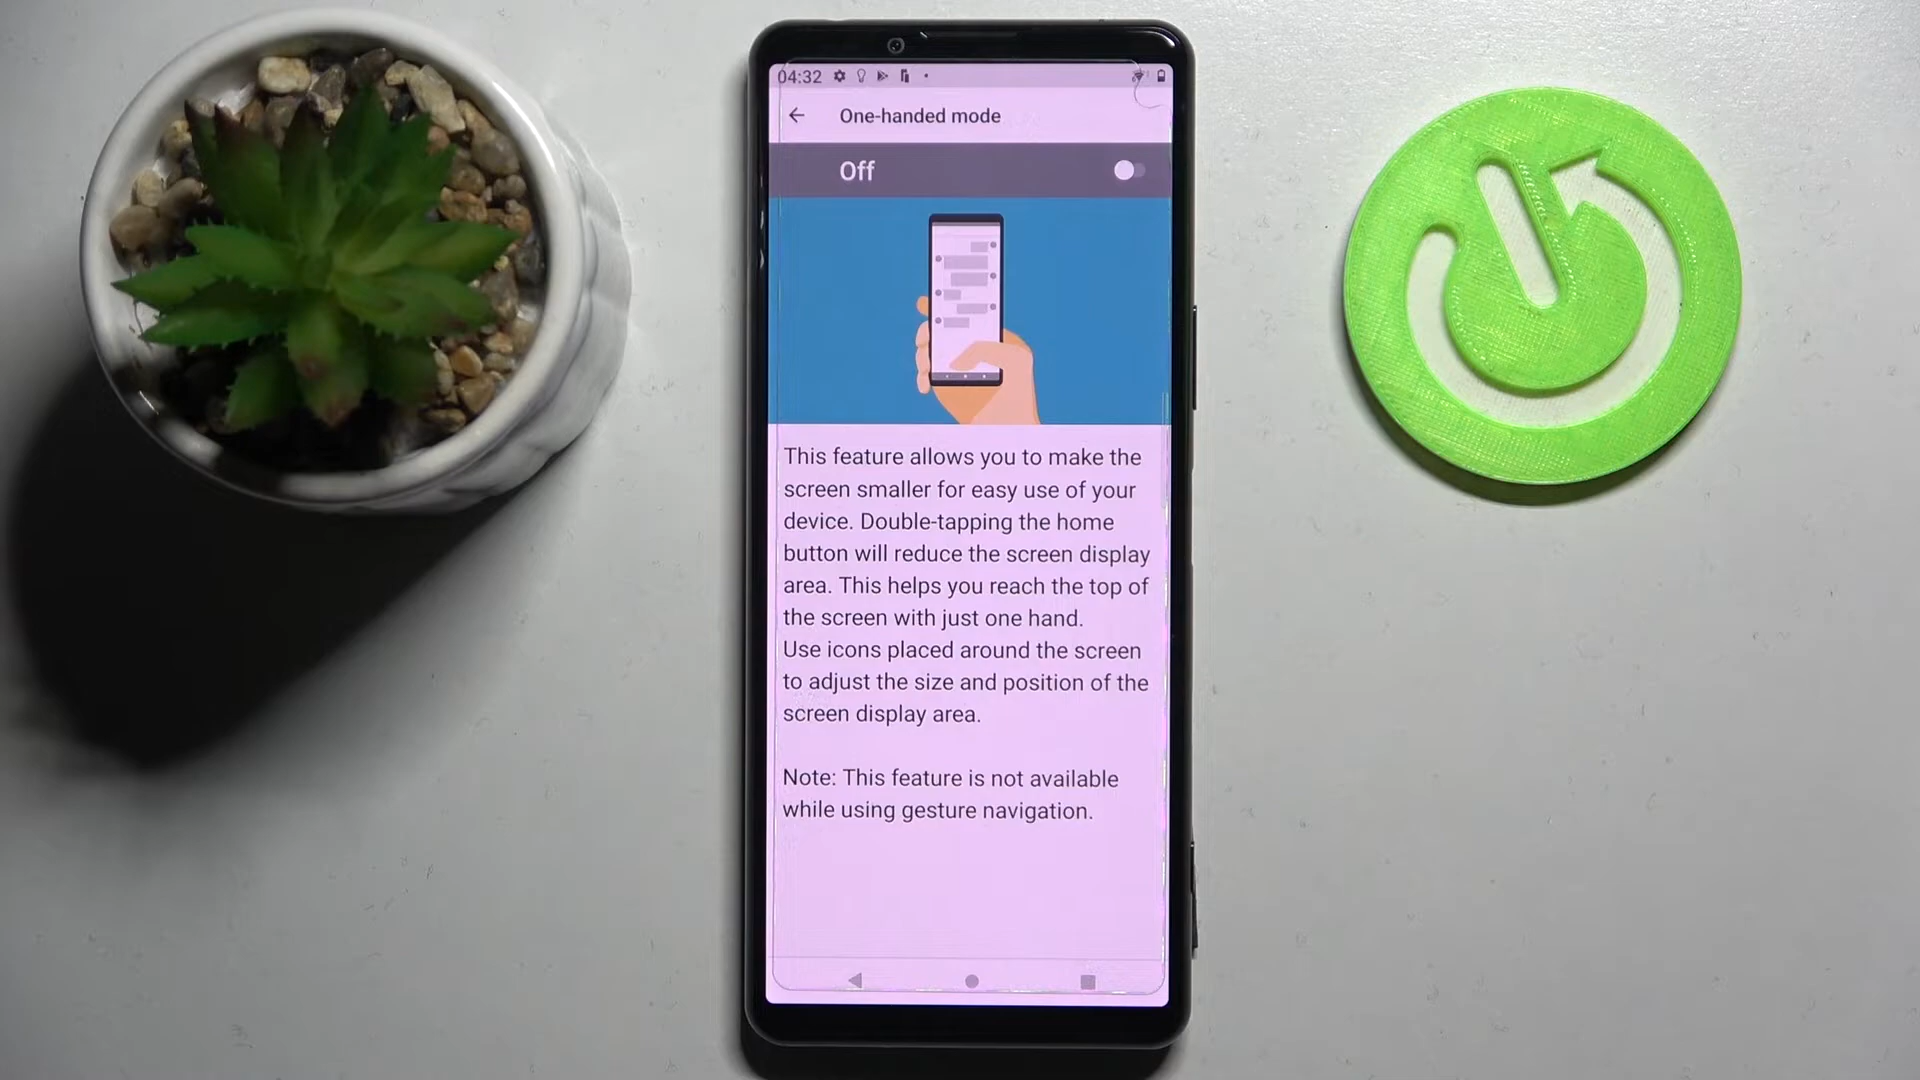 04:32
One-handed mode
Off
This feature allows you to make the
screen smaller for easy use of your
device. Double-tapping the home
button will reduce the screen display
area. This helps you reach the top of
the screen with just one hand.
Use icons placed around the screen
to adjust the size and position of the
screen display area.
Note: This feature is not available
while using gesture navigation.